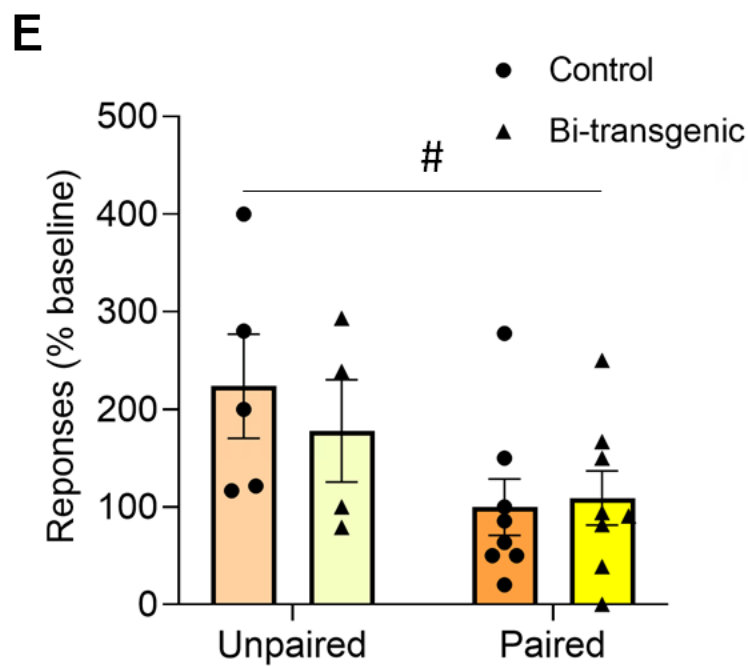 E
Control
Bi-transgenic
#
Reponses (% baseline)
500
400
300
200
100
0
Unpaired
Paired